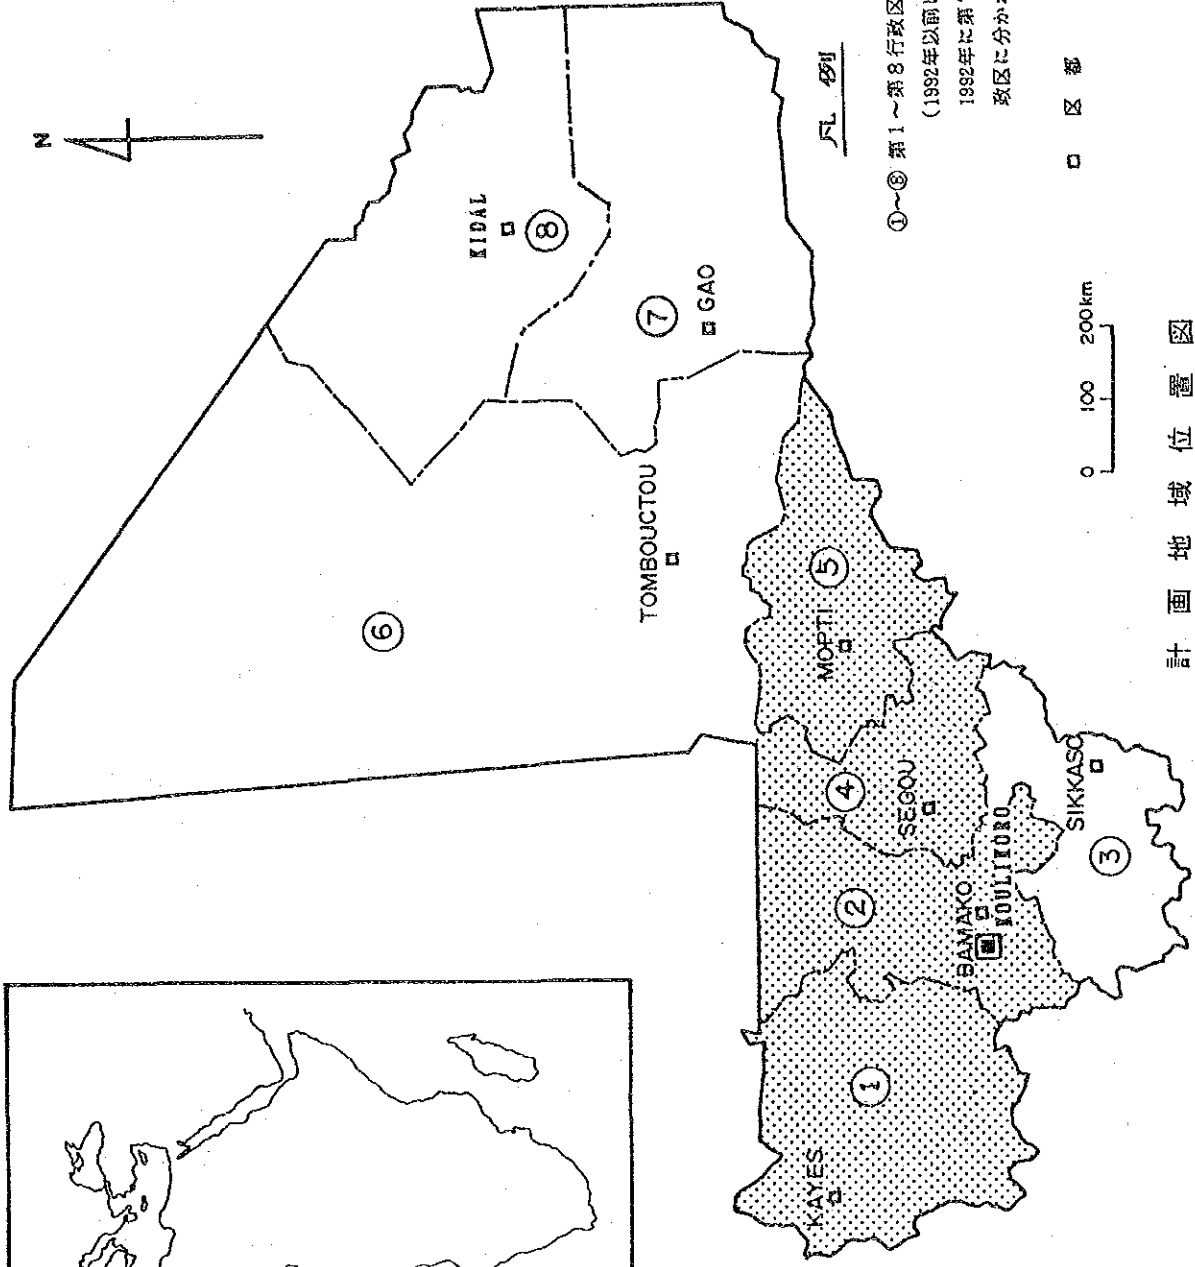 N
KIDAL
⑧
⑦
GAO
⑥
TOMBOUCTOU
⑤
MOPTI
④
SEGOU
②
BAMAKO
KOULIKORO
SIKKASO
③
①
KAYES
凡例
①~⑧ 第1~第8行政区
(1992年以前
1992年に第
政区に分か
区都
0 100 200km
計画地域位置図